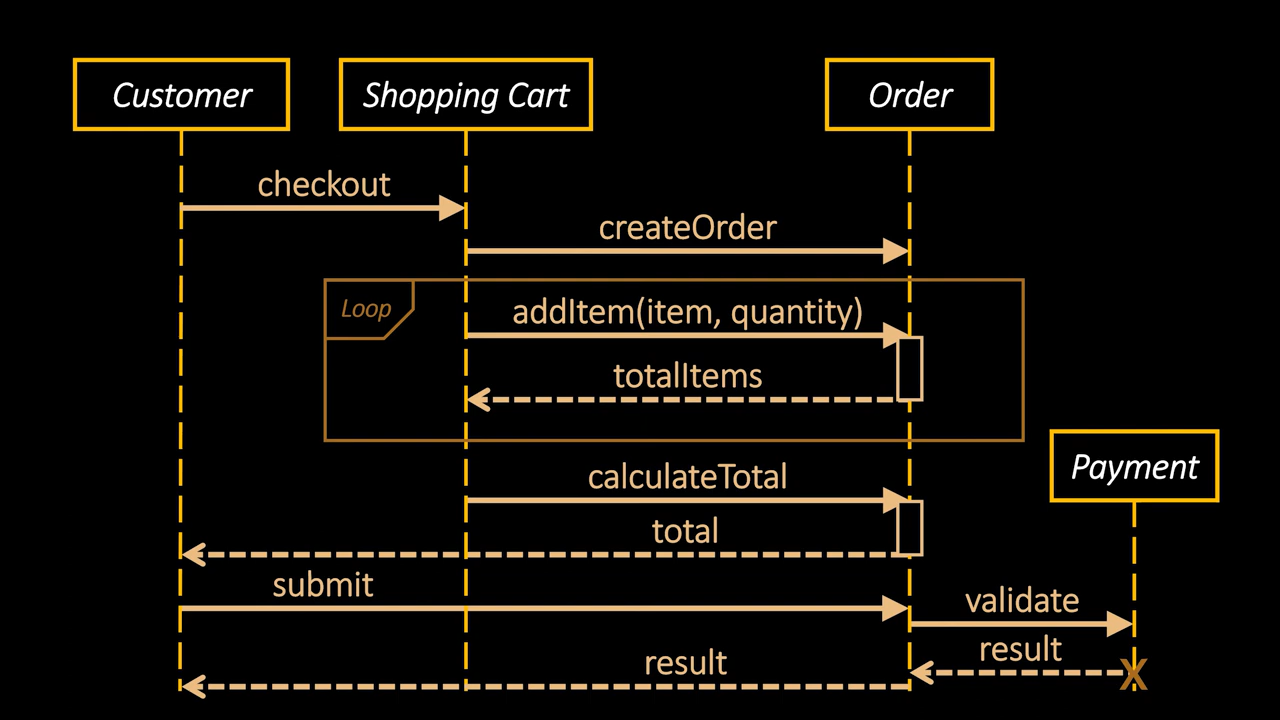 Customer
Shopping Cart
Order
checkout
createOrder
Loop
addItem(item, quantity)
totalItems
Payment
calculateTotal
total
submit
validate
result
result
X